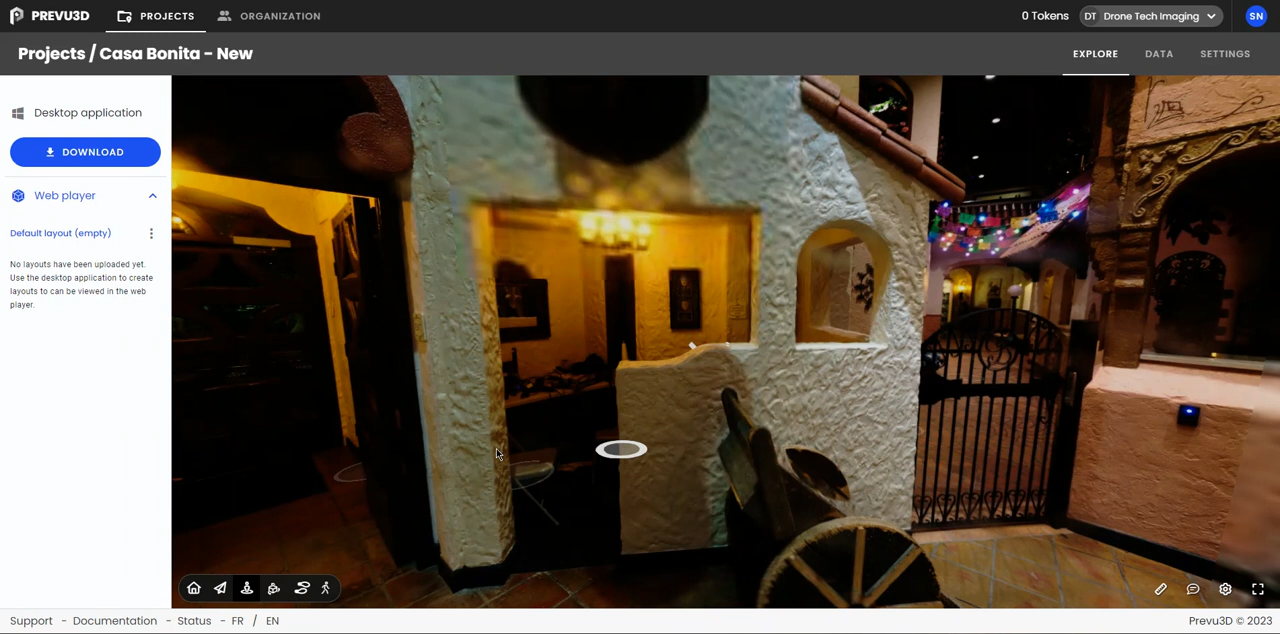 PREVU3D PROJECTS ORGANIZATION 0 Tokens DT Drone Tech Imaging SN
Projects / Casa Bonita - New EXPLORE DATA SETTINGS
Desktop application
DOWNLOAD
Web player
Default layout (empty)
No layouts have been uploaded yet.
Use the desktop application to create
layouts to can be viewed in the web
player.
Support - Documentation - Status - FR / EN Prevu3D © 2023